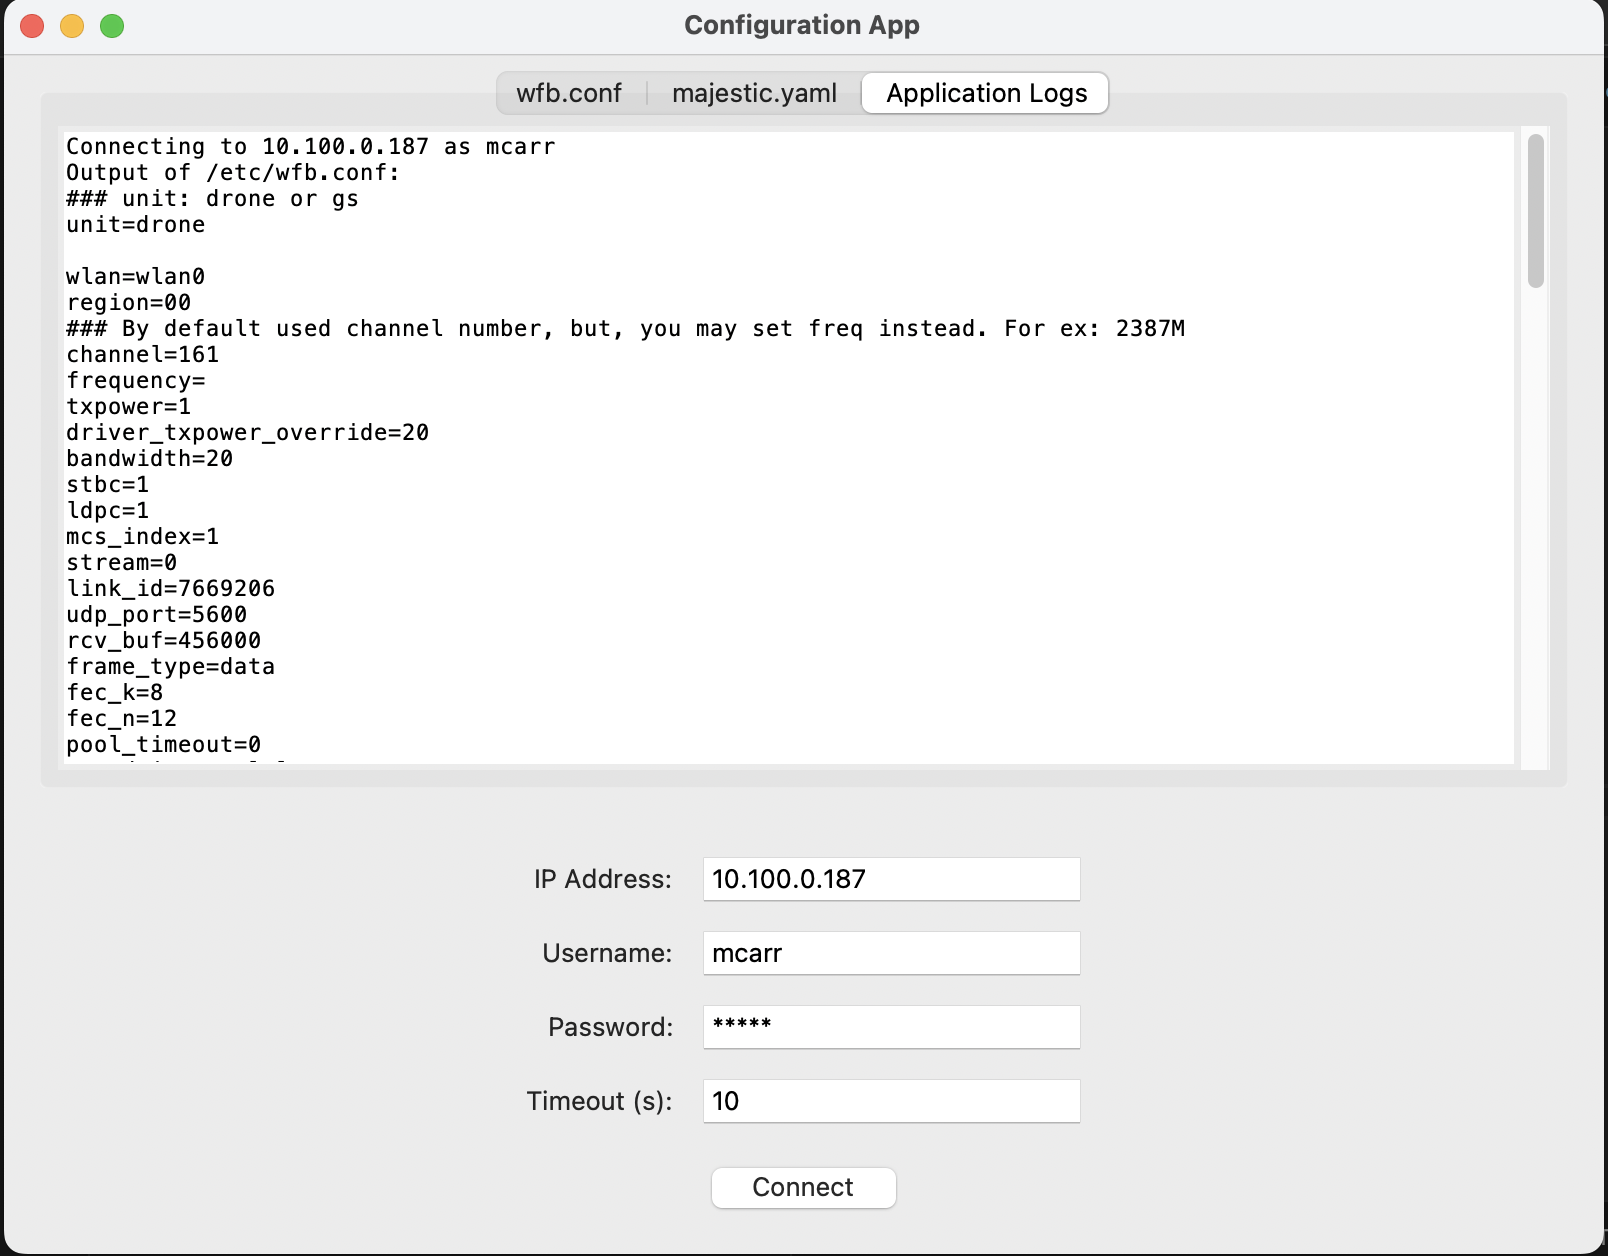 Configuration App
wfb.conf
majestic.yaml
Application Logs
Connecting to 10.100.0.187 as mcarr
Output of /etc/wfb.conf:
### unit: drone or gs
unit=drone
wlan=wlan0
region=00
### By default used channel number, but, you may set freq instead. For ex: 2387M
channel=161
frequency=
txpower=1
driver_txpower_override=20
bandwidth=20
stbc=1
ldpc=1
mcs_index=1
stream=0
link_id=7669206
udp_port=5600
rcv_buf=456000
frame_type=data
fec_k=8
fec_n=12
pool_timeout=0
IP Address: 10.100.0.187
Username: mcarr
Password: *****
Timeout (s): 10
Connect